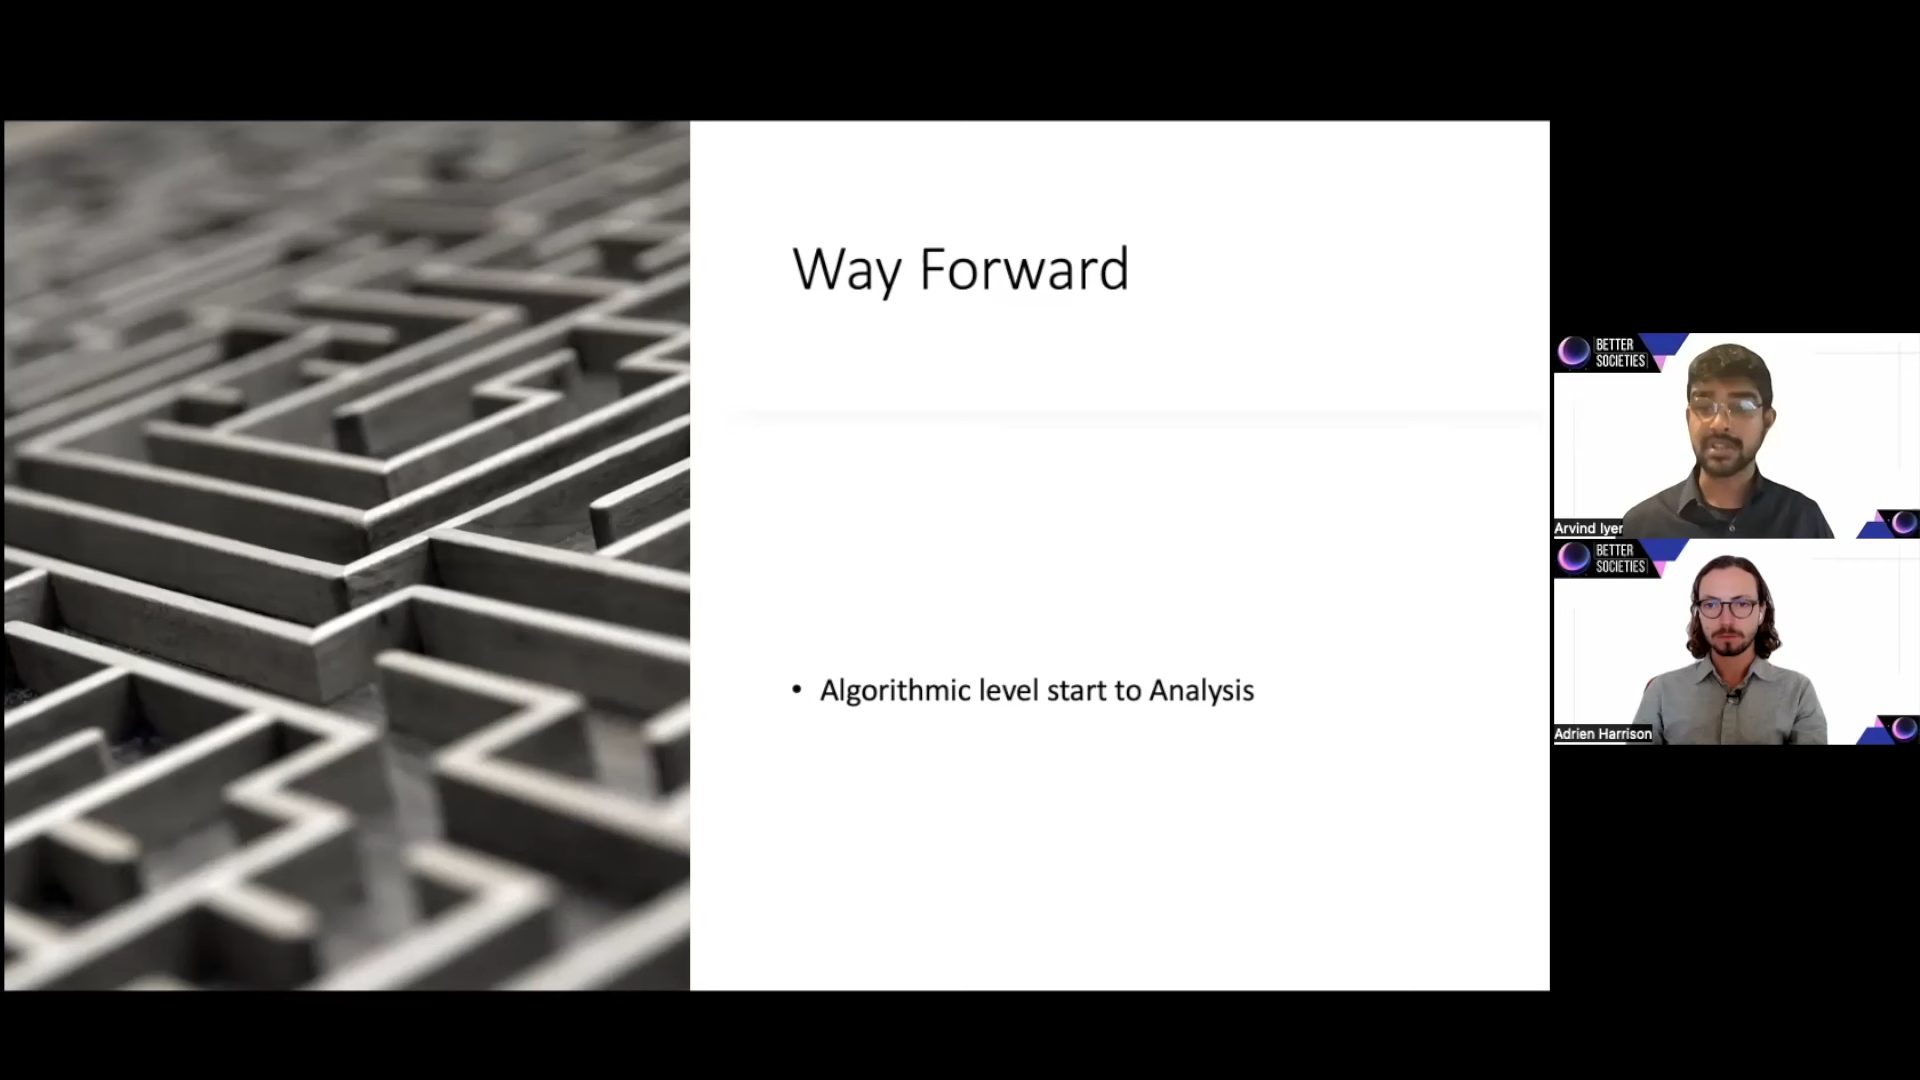 Way Forward
• Algorithmic level start to Analysis
BETTER
SOCIETIES
Arvind Iyer
BETTER
SOCIETIES
Adrien Harrison